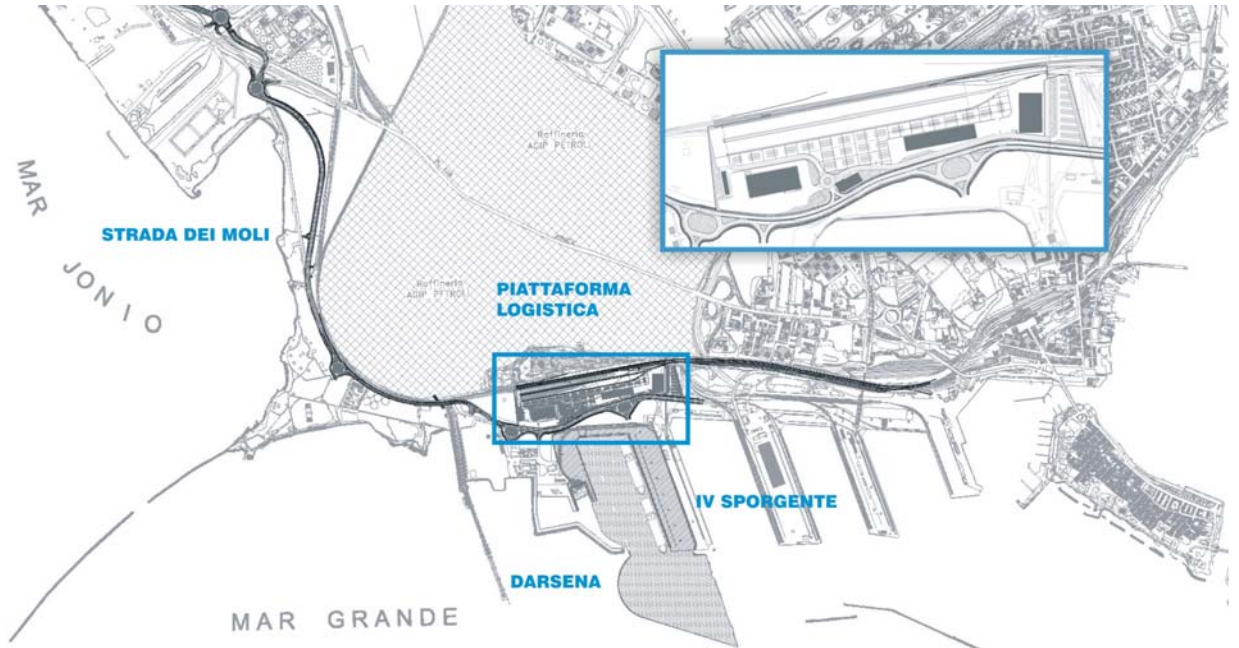 Raffineria
AGIP PETROLI
MAR
JONIO
STRADA DEI MOLI
Raffineria
AGIP PETROLI
PIATTAFORMA
LOGISTICA
IV SPORGENTE
DARSENA
MAR GRANDE